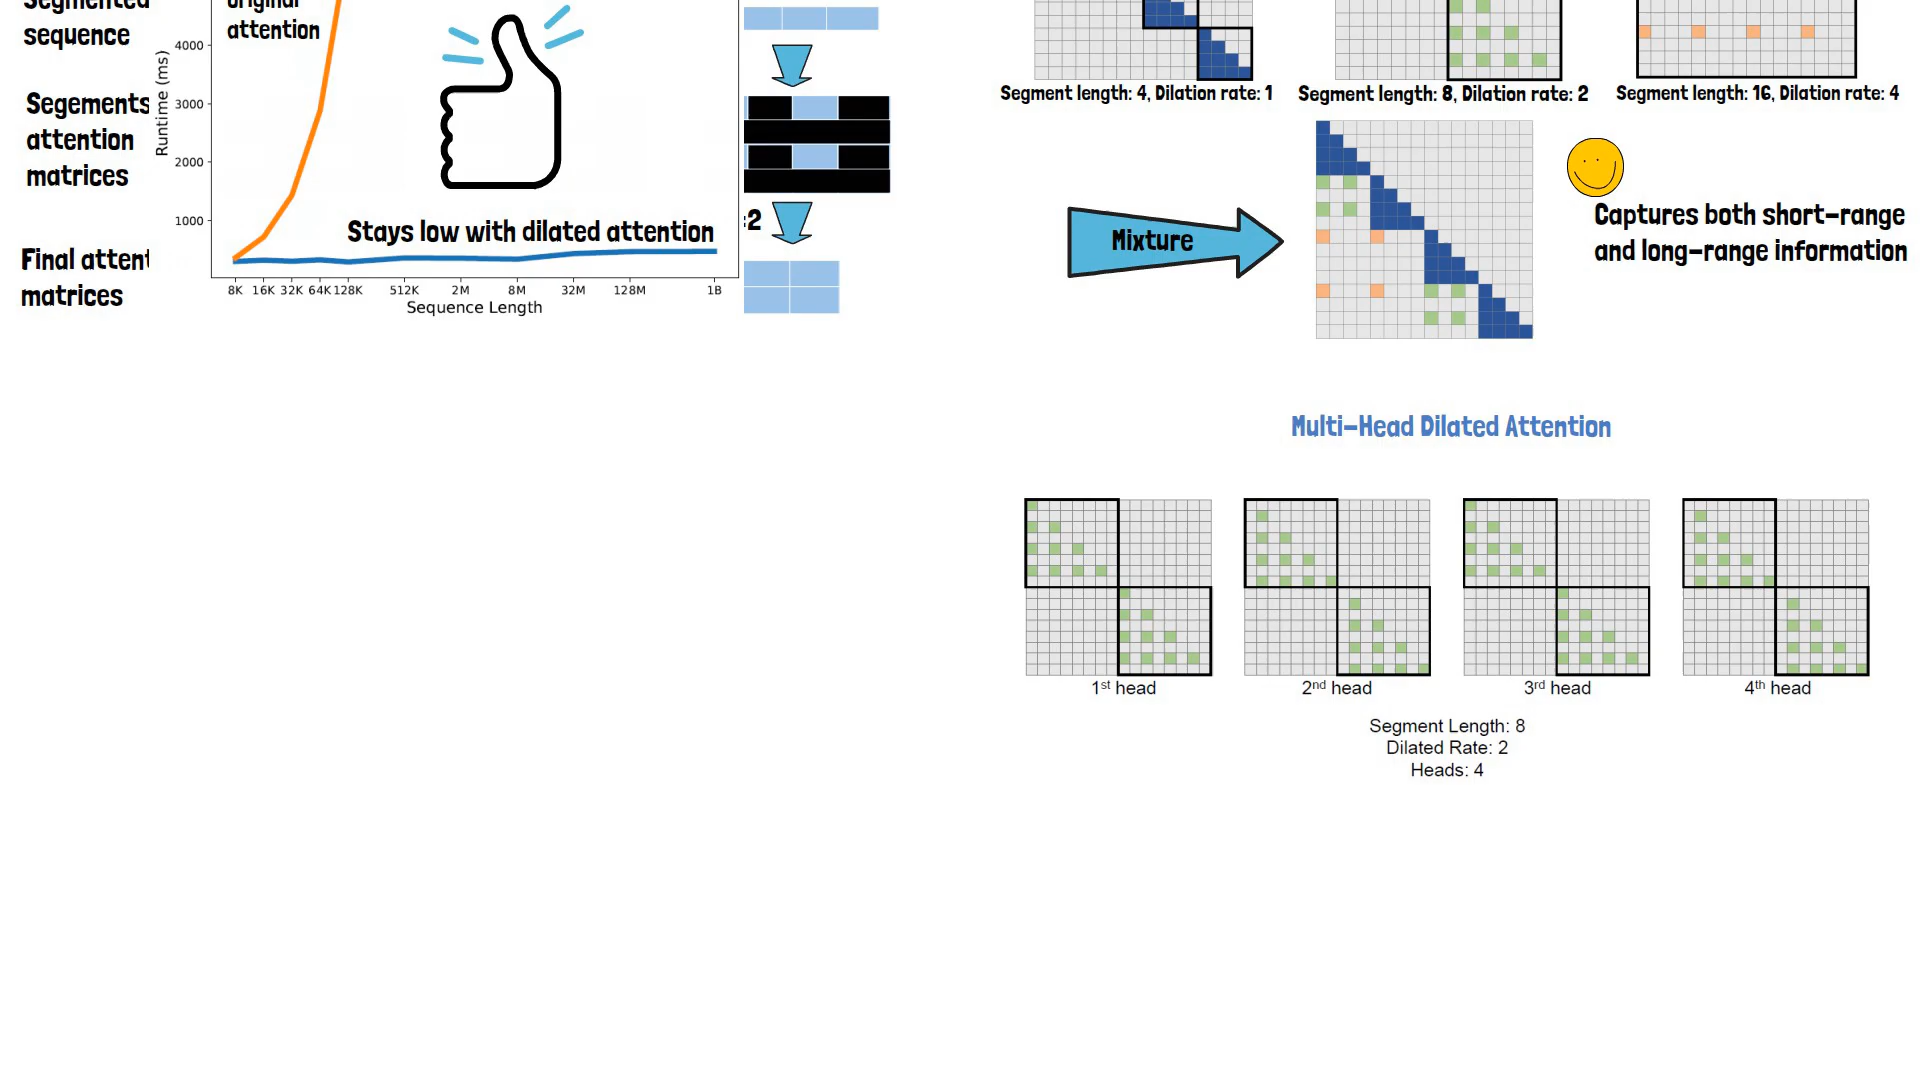 Segmented
sequence
Segements
attention
matrices
Final attent
matrices
original
attention
4000
3000
2000
1000
Runtime (ms)
Stays low with dilated attention
8K 16K 32K 64K 128K 512K 2M 8M 32M 128M 1B
Sequence Length
:2
Segment length: 4, Dilation rate: 1
Segment length: 8, Dilation rate: 2
Segment length: 16, Dilation rate: 4
Mixture
Captures both short-range
and long-range information
Multi-Head Dilated Attention
1st head
2nd head
3rd head
4th head
Segment Length: 8
Dilated Rate: 2
Heads: 4